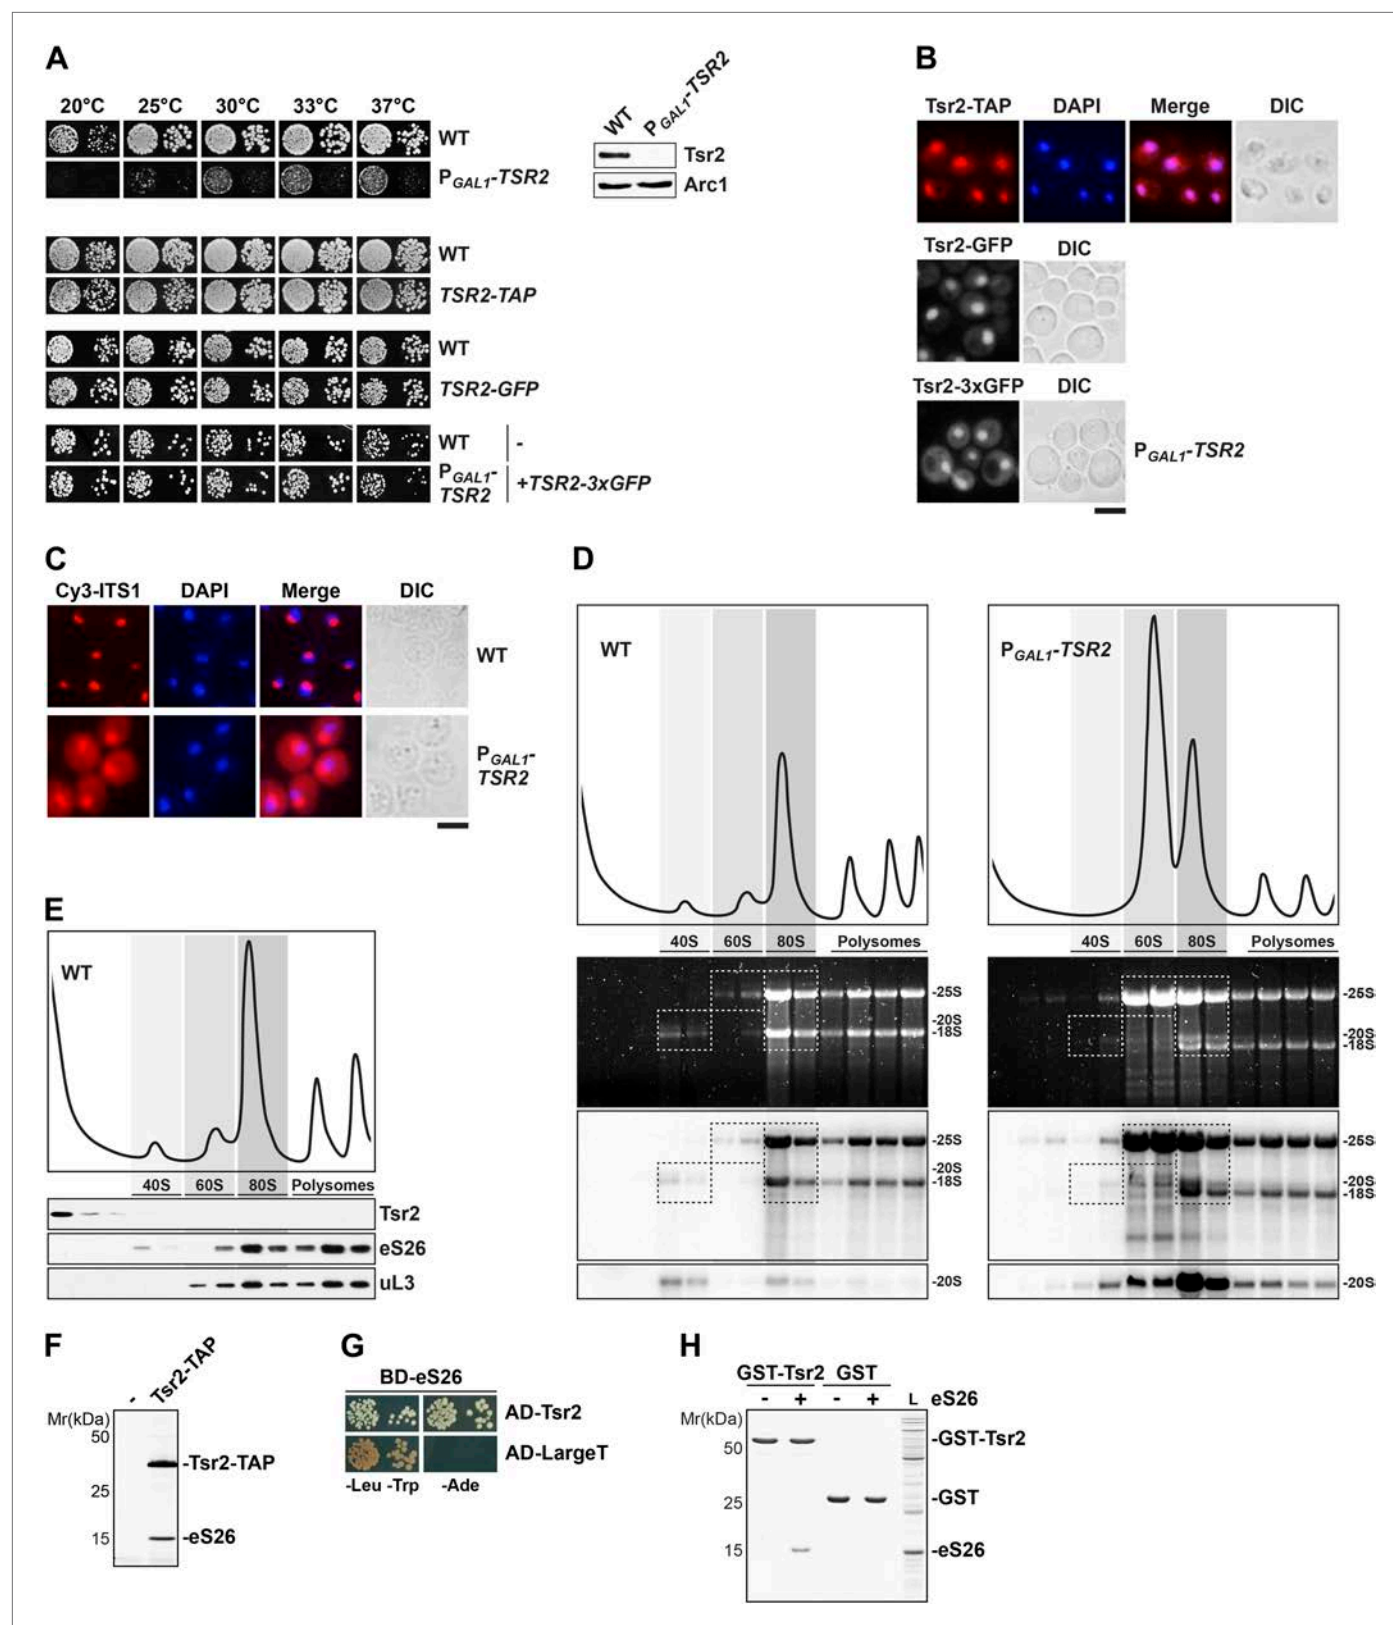 A
20°C 25°C 30°C 33°C 37°C
WT
PGAL1-TSR2
WT
PGAL1-TSR2
Tsr2
Arc1
WT
TSR2-TAP
WT
TSR2-GFP
WT -
PGAL1-
TSR2
+TSR2-3xGFP
B
Tsr2-TAP DAPI Merge DIC
Tsr2-GFP DIC
Tsr2-3xGFP DIC
PGAL1-TSR2
C
Cy3-ITS1 DAPI Merge DIC
WT
PGAL1-
TSR2
D
WT
40S 60S 80S Polysomes
-25S
-20S
-18S
-25S
-20S
-18S
-20S
PGAL1-TSR2
40S 60S 80S Polysomes
-25S
-20S
-18S
-25S
-20S
-18S
-20S
E
WT
40S 60S 80S Polysomes
Tsr2
eS26
uL3
F
- Tsr2-TAP
Mr(kDa)
50
-Tsr2-TAP
25
15
-eS26
G
BD-eS26
AD-Tsr2
AD-LargeT
-Leu -Trp -Ade
H
GST-Tsr2 GST
- + - + L eS26
Mr(kDa)
50
-GST-Tsr2
25
-GST
15
-eS26